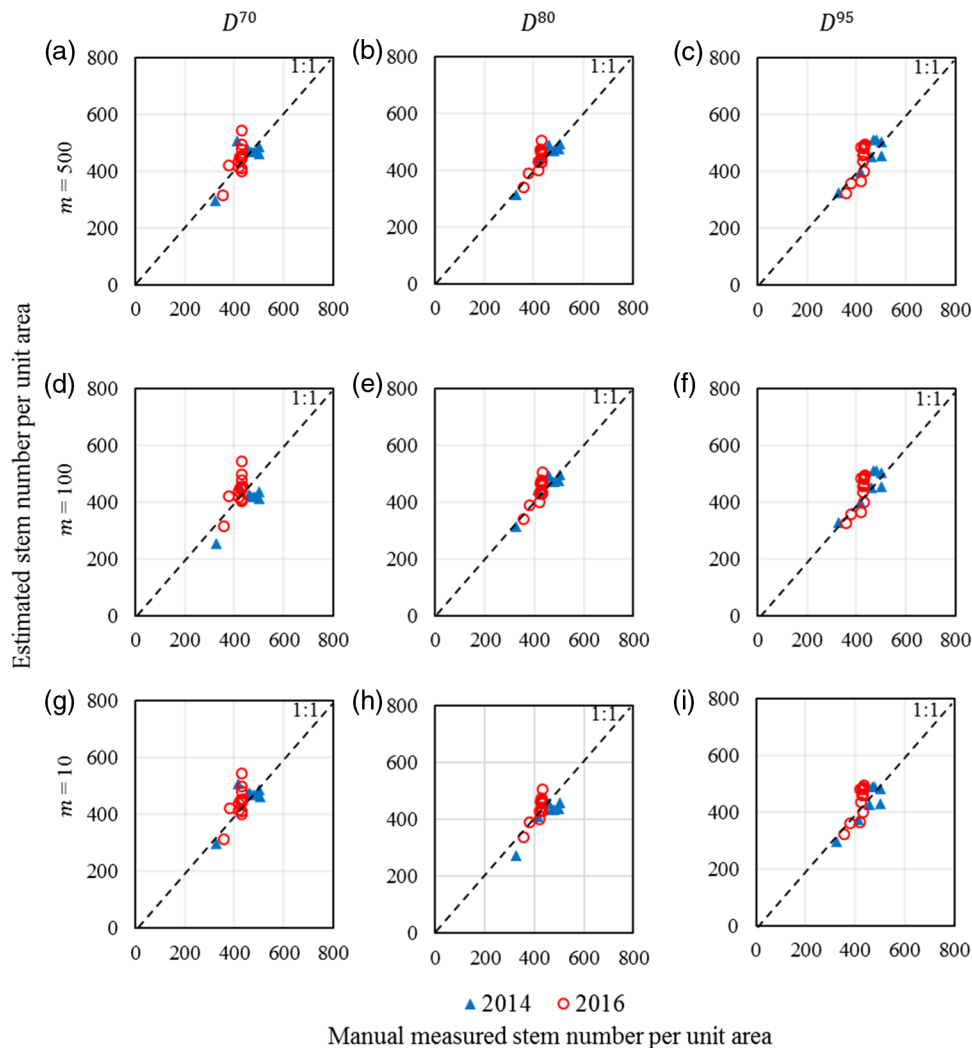 D⁷⁰ D⁸⁰ D⁹⁵
(a) (b) (c)
800 1:1 800 1:1 800 1:1
600 600 600
m = 500
400 400 400
200 200 200
0 0 0
0 200 400 600 800 0 200 400 600 800 0 200 400 600 800
Estimated stem number per unit area
(d) (e) (f)
800 1:1 800 1:1 800 1:1
600 600 600
m = 100
400 400 400
200 200 200
0 0 0
0 200 400 600 800 0 200 400 600 800 0 200 400 600 800
(g) (h) (i)
800 1:1 800 1:1 800 1:1
600 600 600
m = 10
400 400 400
200 200 200
0 0 0
0 200 400 600 800 0 200 400 600 800 0 200 400 600 800
2014 2016
Manual measured stem number per unit area